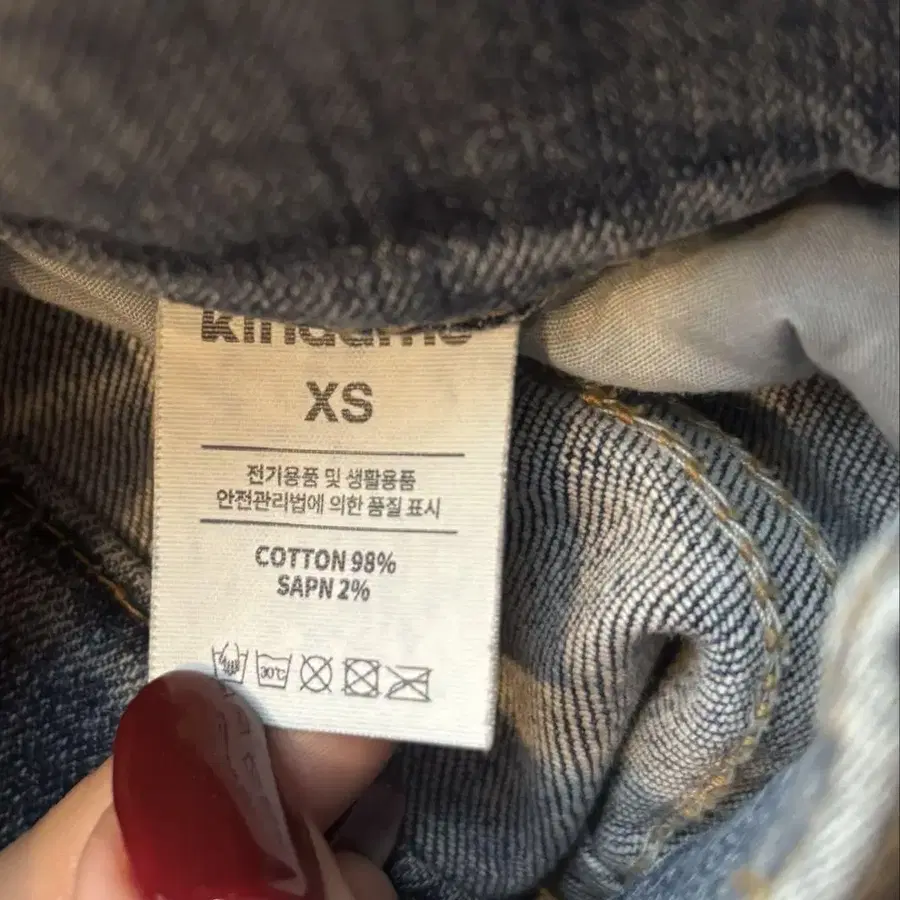 XS
전기용품 및 생활용품
안전관리법에 의한 품질 표시
COTTON 98%
SAPN 2%